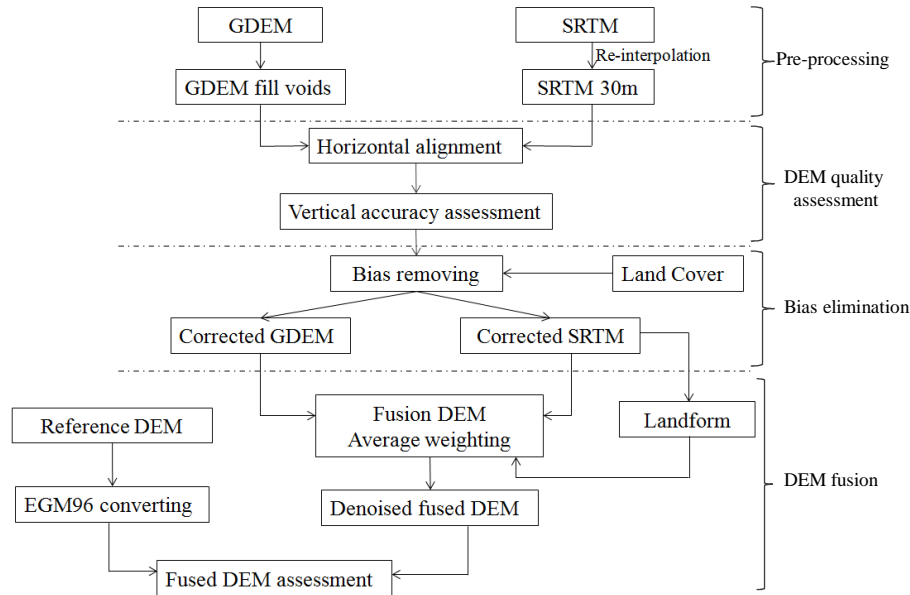 GDEM
SRTM
Re-interpolation
Pre-processing
GDEM fill voids
SRTM 30m
Horizontal alignment
DEM quality
assessment
Vertical accuracy assessment
Bias removing
Land Cover
Bias elimination
Corrected GDEM
Corrected SRTM
Reference DEM
Fusion DEM
Average weighting
Landform
DEM fusion
EGM96 converting
Denoised fused DEM
Fused DEM assessment